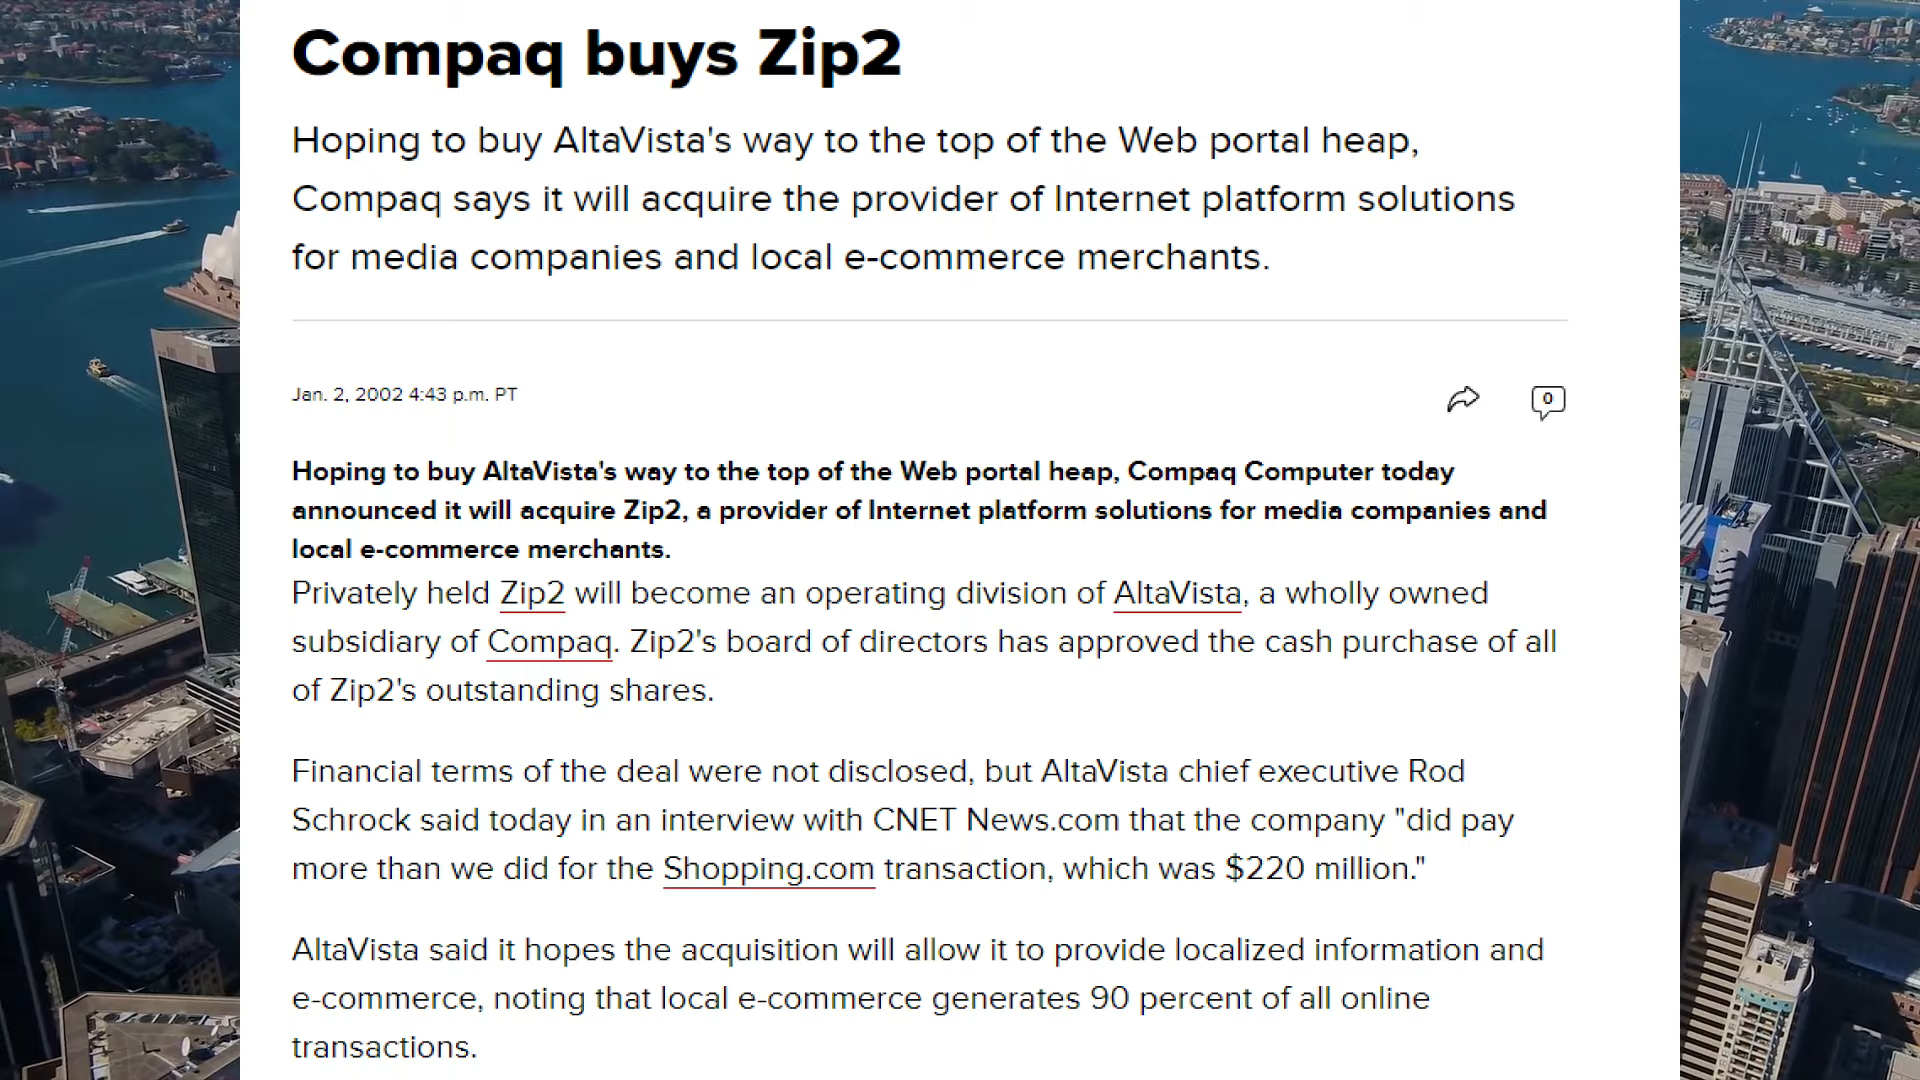 Compaq buys Zip2
Hoping to buy AltaVista's way to the top of the Web portal heap,
Compaq says it will acquire the provider of Internet platform solutions
for media companies and local e-commerce merchants.
Jan. 2, 2002 4:43 p.m. PT
0
Hoping to buy AltaVista's way to the top of the Web portal heap, Compaq Computer today
announced it will acquire Zip2, a provider of Internet platform solutions for media companies and
local e-commerce merchants.
Privately held Zip2 will become an operating division of AltaVista, a wholly owned
subsidiary of Compaq. Zip2's board of directors has approved the cash purchase of all
of Zip2's outstanding shares.
Financial terms of the deal were not disclosed, but AltaVista chief executive Rod
Schrock said today in an interview with CNET News.com that the company "did pay
more than we did for the Shopping.com transaction, which was $220 million."
AltaVista said it hopes the acquisition will allow it to provide localized information and
e-commerce, noting that local e-commerce generates 90 percent of all online
transactions.